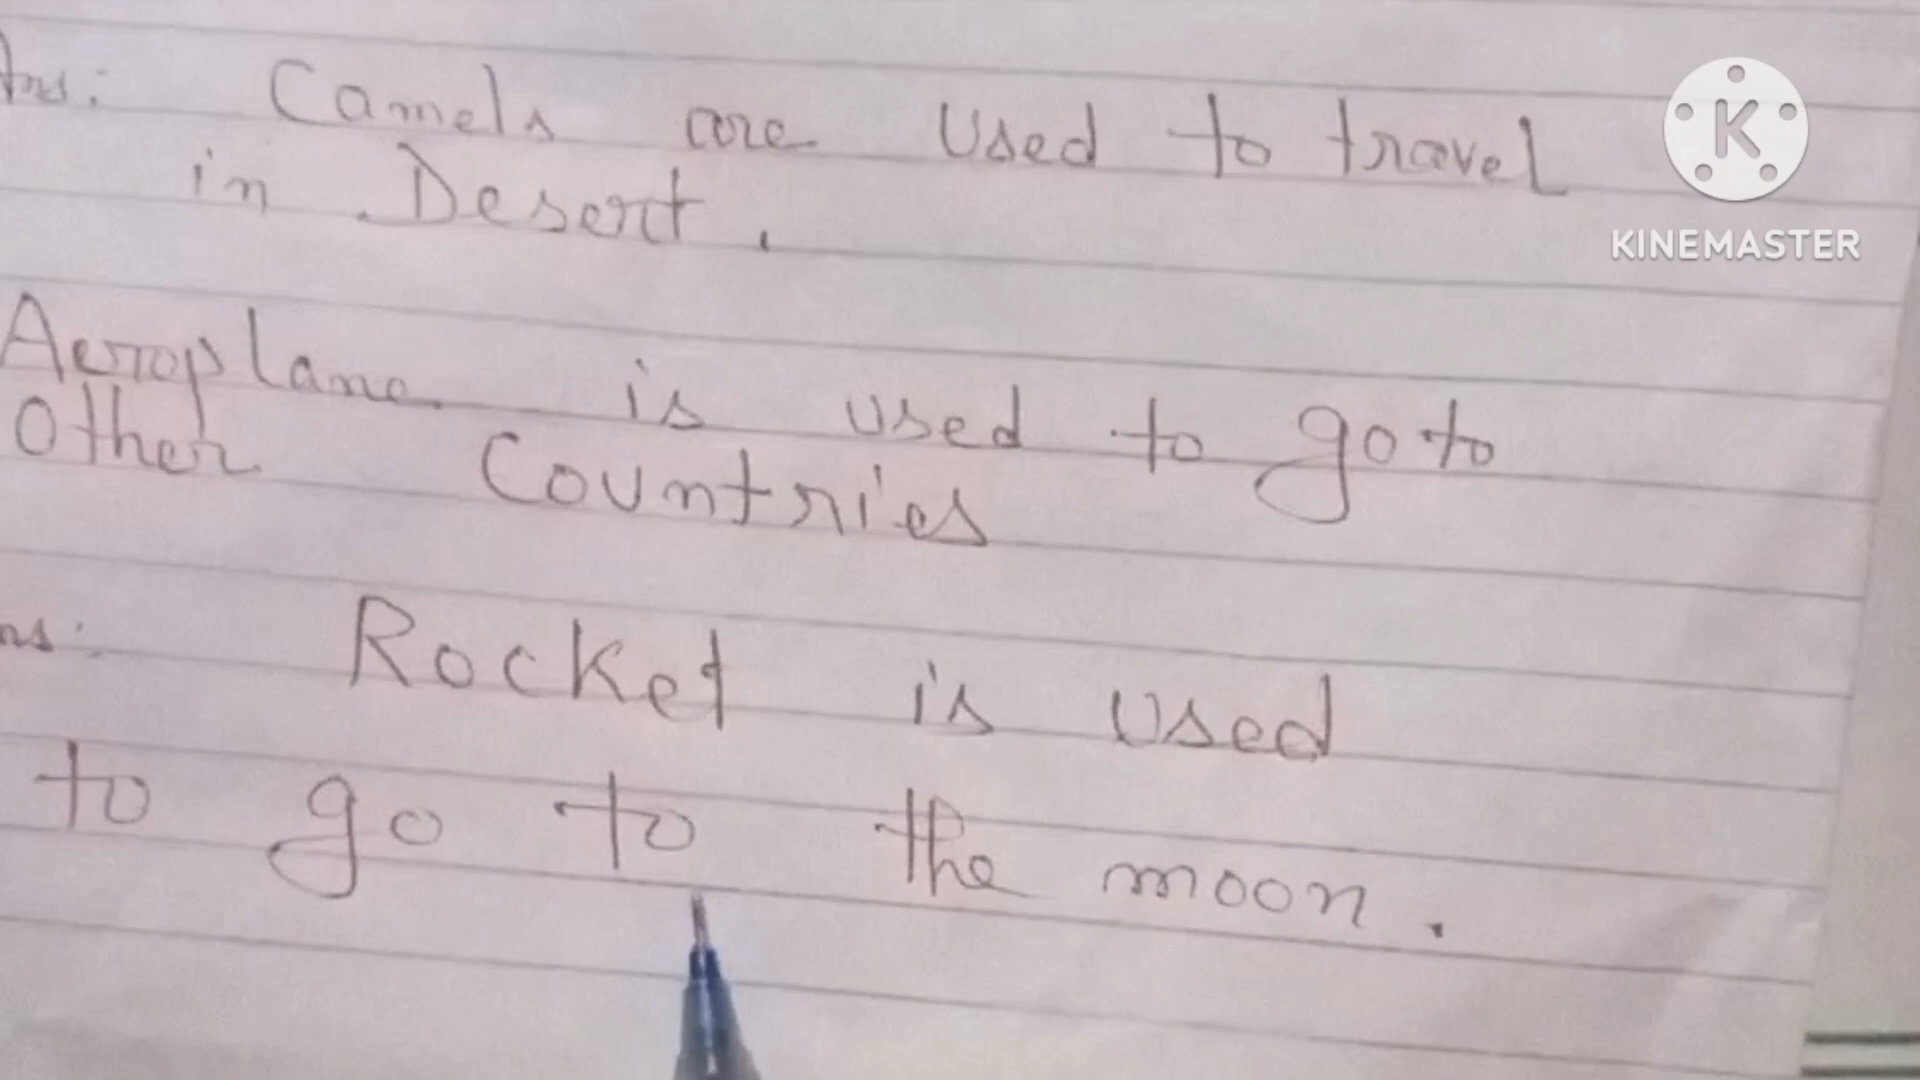 Ans: Camels are used to travel
in Desert.
Aeroplane is used to go to
Other Countries
ns: Rocket is used
to go to the moon.
K
KINEMASTER